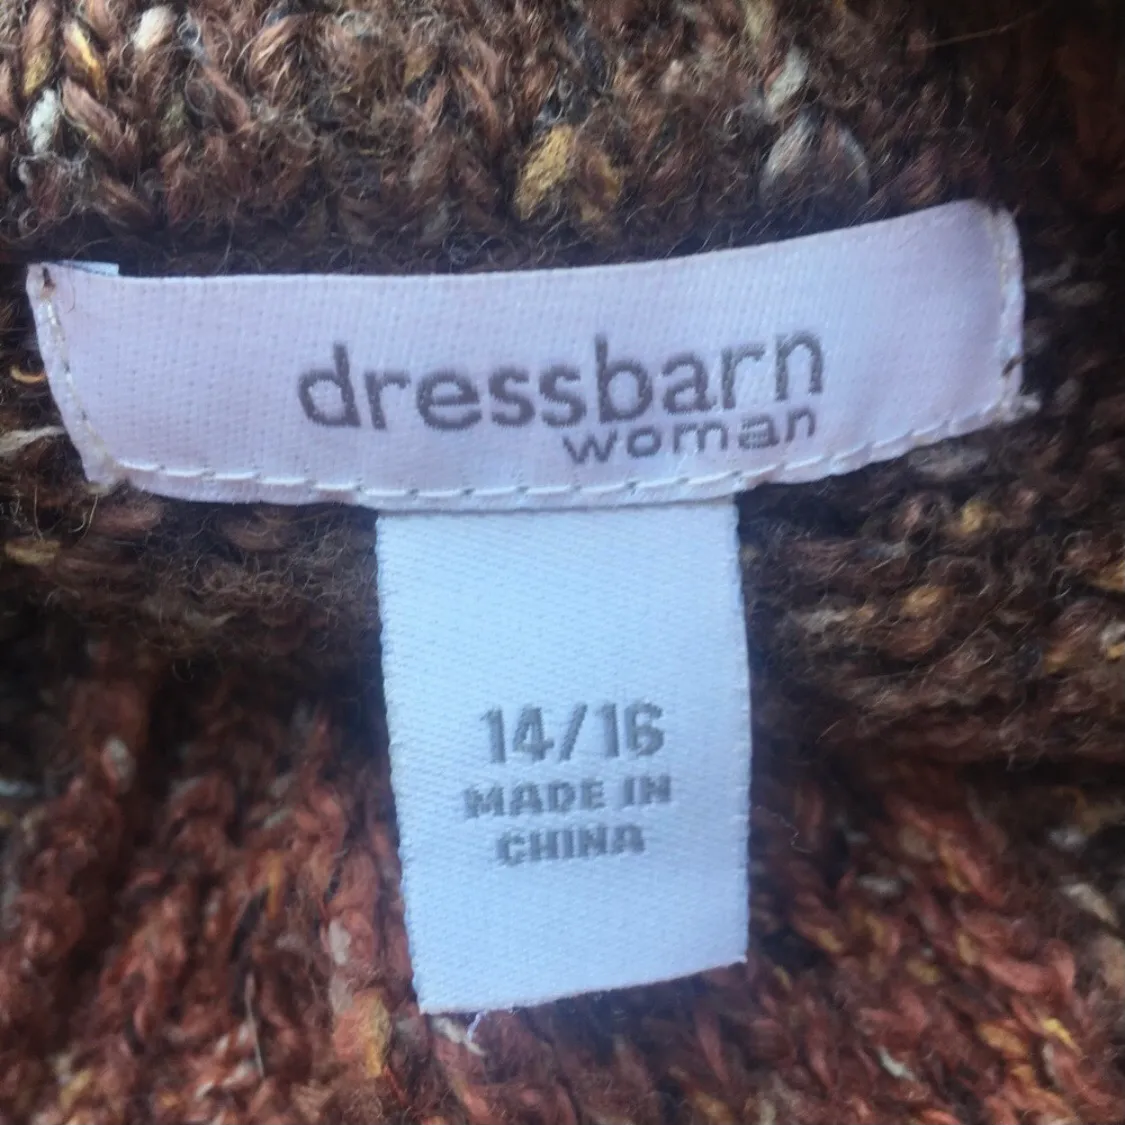 dressbarn
woman
14/16
MADE IN
CHINA